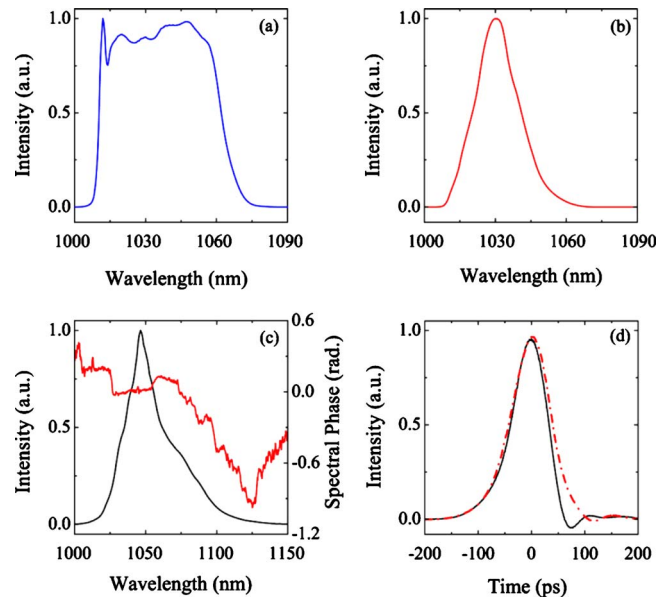 (a)
Intensity (a.u.)
1.0
0.5
0.0
1000 1030 1060 1090
Wavelength (nm)
(b)
Intensity (a.u.)
1.0
0.5
0.0
1000 1030 1060 1090
Wavelength (nm)
(c)
Intensity (a.u.)
1.0
0.5
0.0
Spectral Phase (rad.)
0.6
0.0
-0.6
-1.2
1000 1050 1100 1150
Wavelength (nm)
(d)
Intensity (a.u.)
1.0
0.5
0.0
-200 -100 0 100 200
Time (ps)